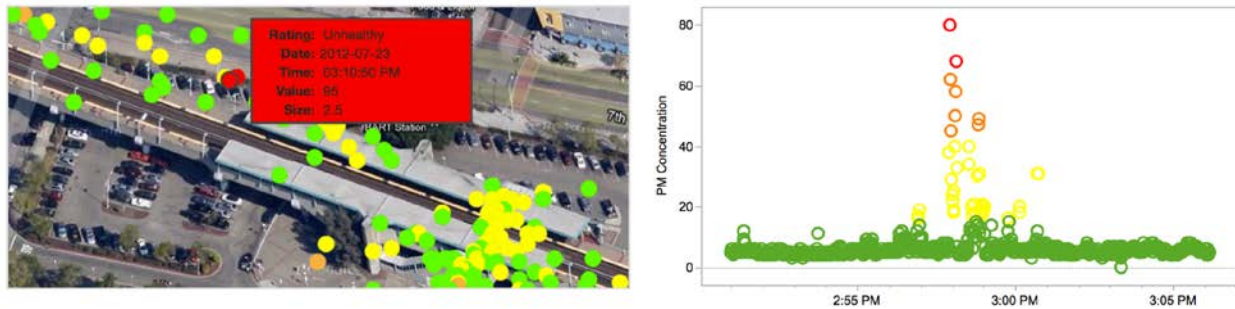 Rating: Unhealthy
Date: 2012-07-23
Time: 03:10:50 PM
Value: 95
Size: 2.5
7th
BART Station
PM Concentration
80
60
40
20
0
2:55 PM
3:00 PM
3:05 PM